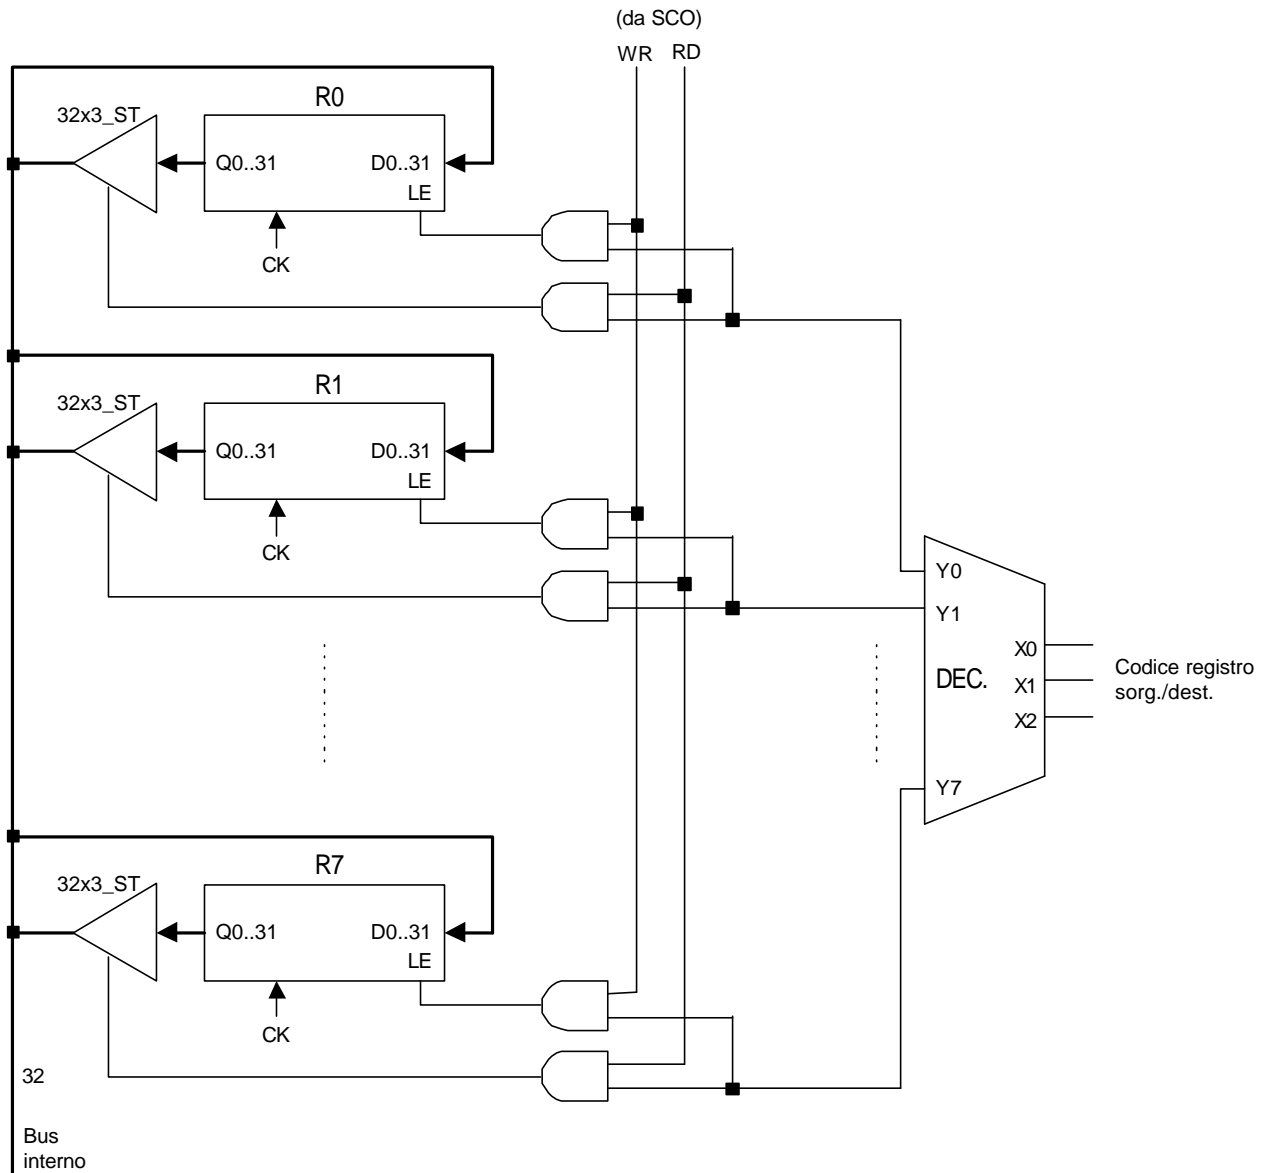 (da SCO)
WR RD
R0
32x3_ST
Q0..31 D0..31
LE
CK
R1
32x3_ST
Q0..31 D0..31
LE
CK
Y0
Y1
X0
DEC.
X1
X2
Codice registro
sorg./dest.
Y7
R7
32x3_ST
Q0..31 D0..31
LE
CK
32
Bus
interno